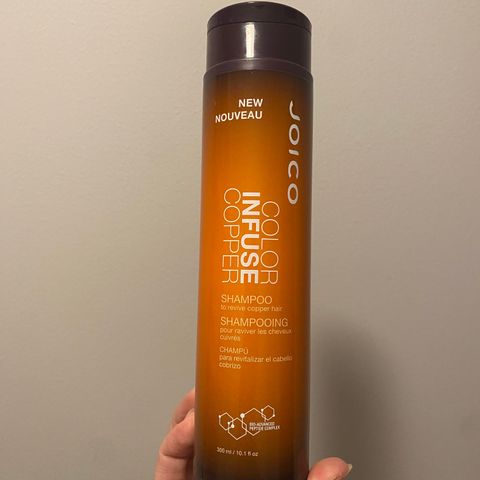 NEW
NOUVEAU
JOICO
COLOR
INFUSE
COPPER
SHAMPOO
to revive copper hair
SHAMPOOING
pour raviver les cheveux
cuivrés
CHAMPÚ
para revitalizar el cabello
cobrizo
BIO-ADVANCED
PEPTIDE COMPLEX
300 ml / 10.1 fl oz